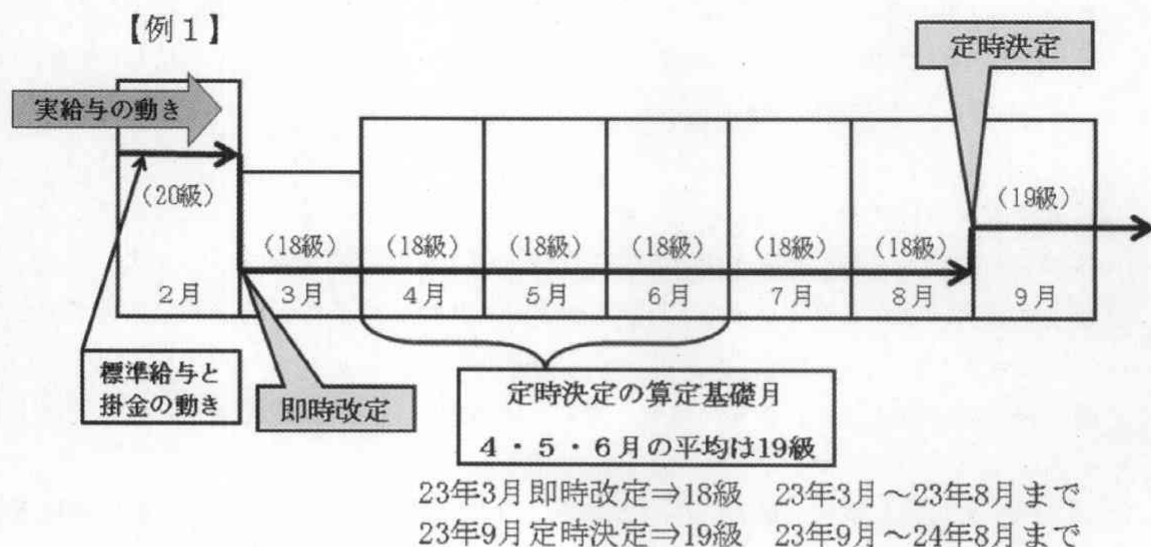 【例１】
定時決定
実給与の動き
（20級）
（19級）
（18級）
（18級）
（18級）
（18級）
（18級）
（18級）
２月
３月
４月
５月
６月
７月
８月
９月
標準給与と
掛金の動き
即時改定
定時決定の算定基礎月
４・５・６月の平均は19級
23年3月即時改定⇒18級　23年3月～23年8月まで
23年9月定時決定⇒19級　23年9月～24年8月まで